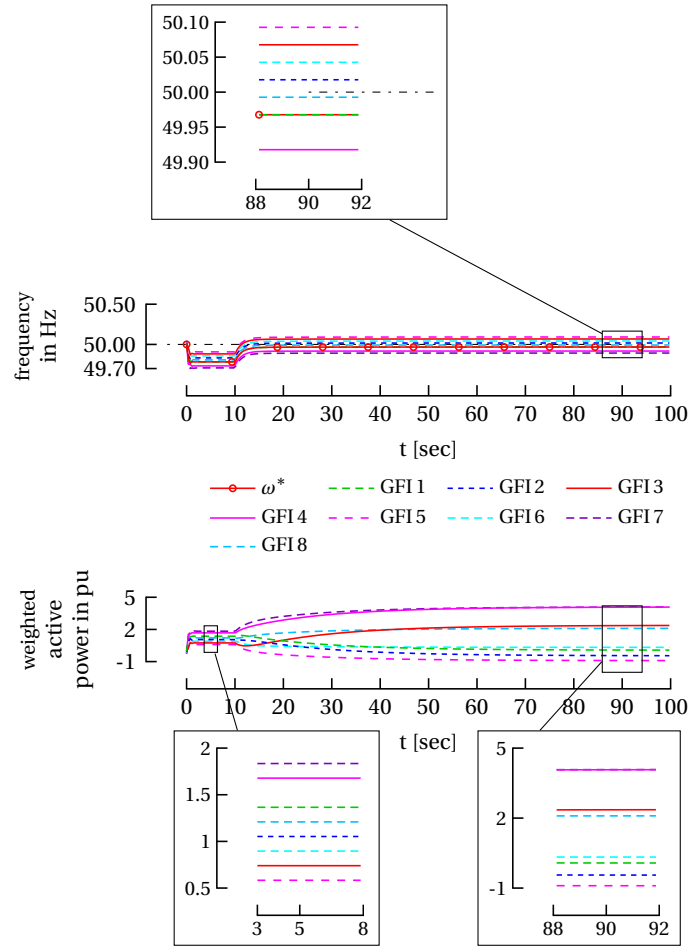 50.10
50.05
50.00
49.95
49.90
88 90 92
frequency
in Hz
50.50
50.00
49.70
0 10 20 30 40 50 60 70 80 90 100
t [sec]
ω* GFI 1 GFI 2 GFI 3
GFI 4 GFI 5 GFI 6 GFI 7
GFI 8
weighted
active
power in pu
5
2
-1
0 10 20 30 40 50 60 70 80 90 100
t [sec]
2
1.5
1
0.5
3 5 8
5
2
-1
88 90 92